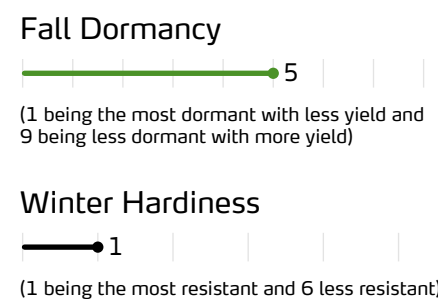 Fall Dormancy
5
(1 being the most dormant with less yield and
9 being less dormant with more yield)
Winter Hardiness
1
(1 being the most resistant and 6 less resistant)